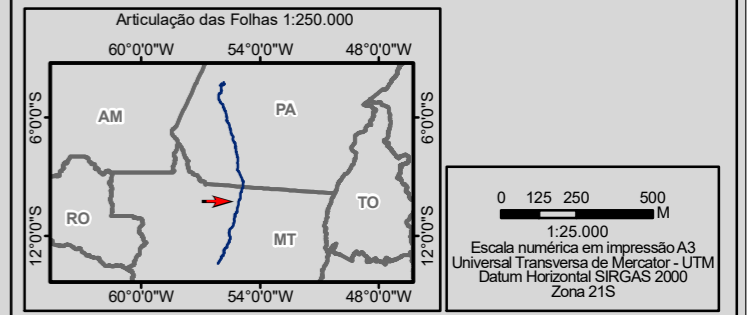 Articulação das Folhas 1:250.000
60°0'0"W 54°0'0"W 48°0'0"W
6°0'0"S AM PA 6°0'0"S
RO TO
12°0'0"S MT 12°0'0"S
60°0'0"W 54°0'0"W 48°0'0"W
0 125 250 500
M
1:25.000
Escala numérica em impressão A3
Universal Transversa de Mercator - UTM
Datum Horizontal SIRGAS 2000
Zona 21S